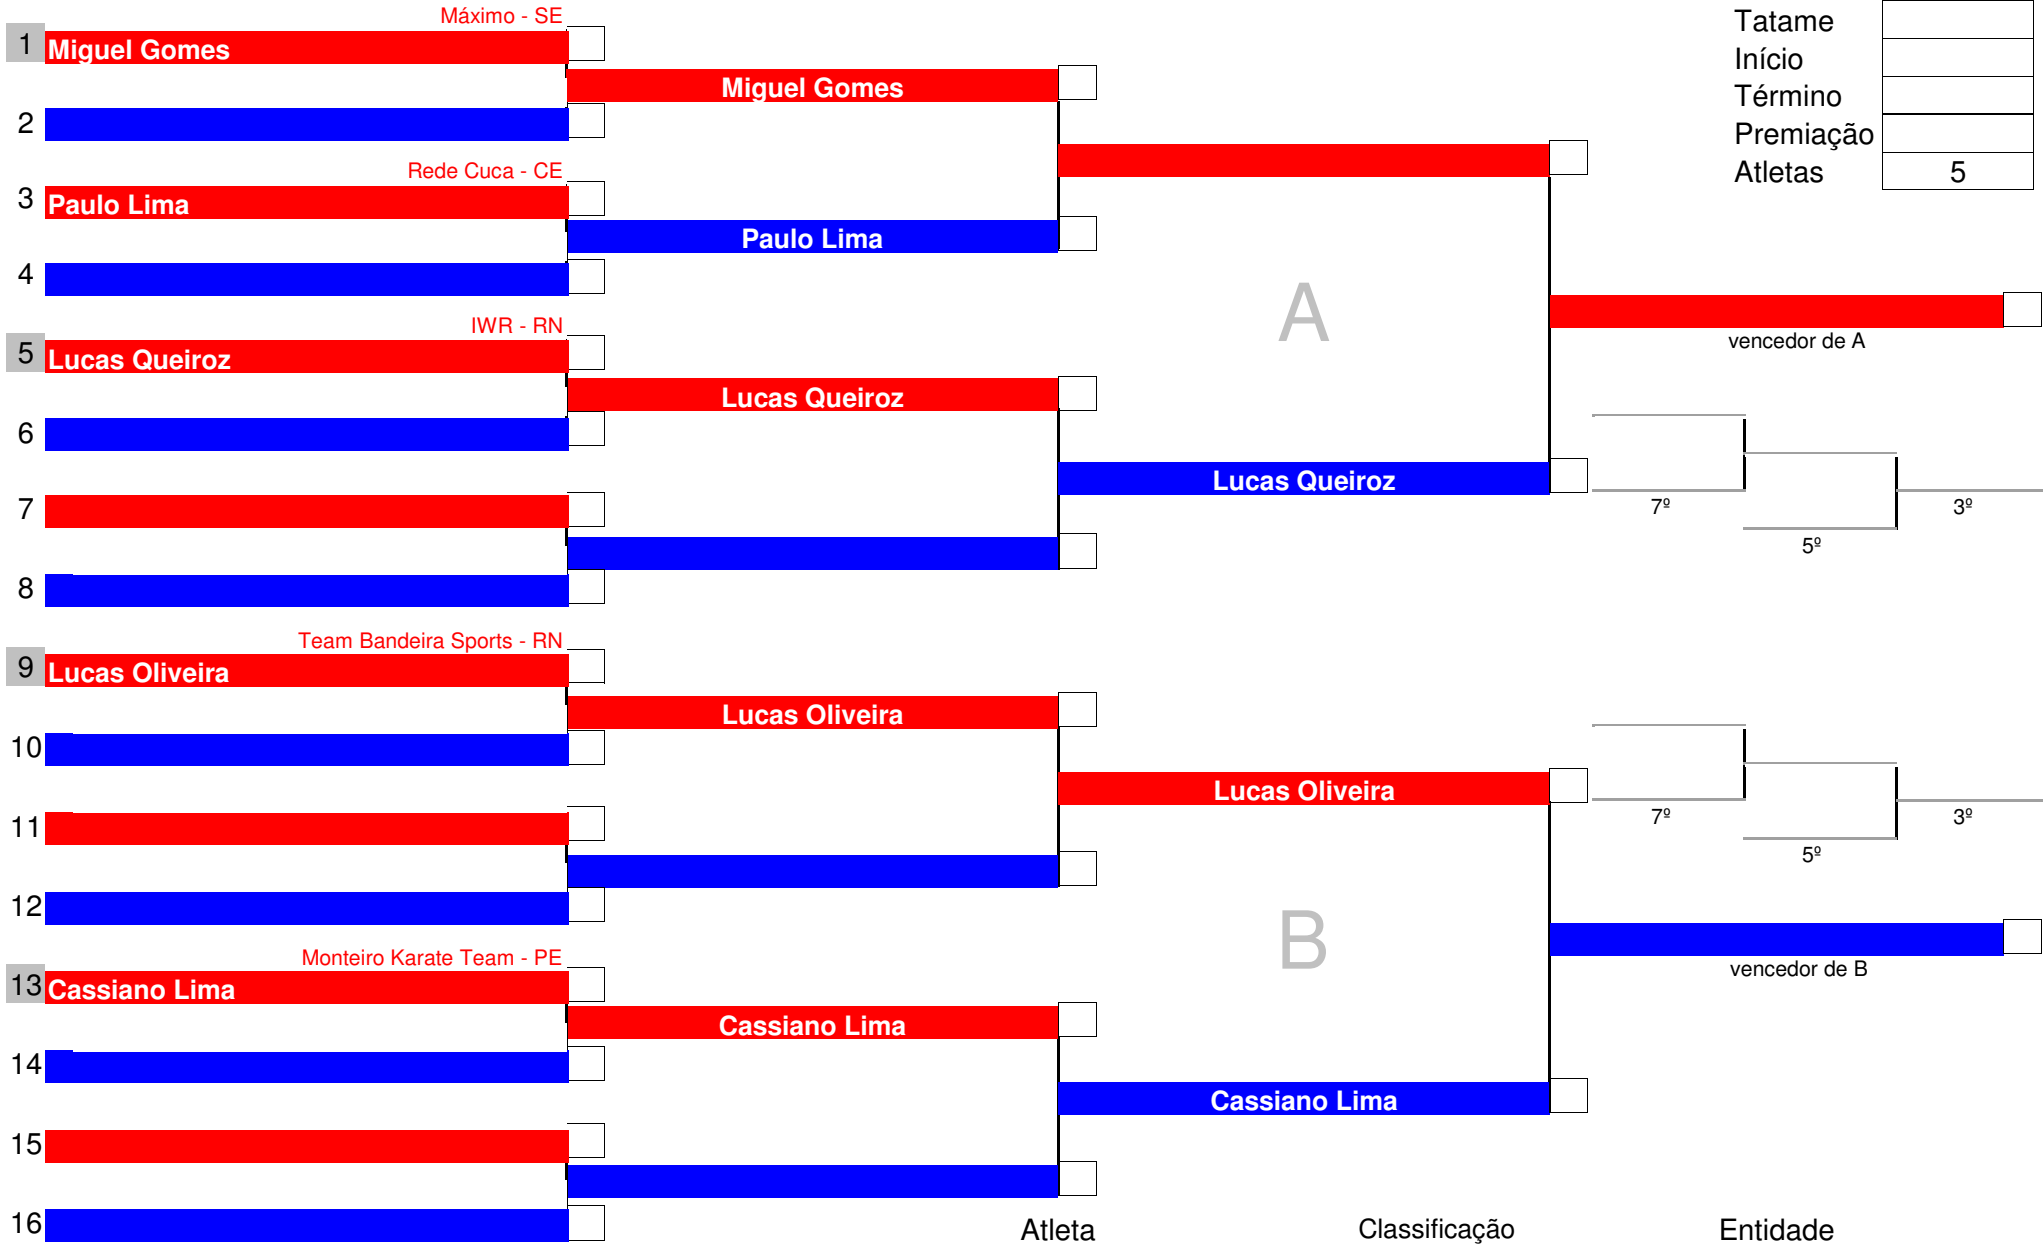 Máximo - SE
1 Miguel Gomes
Miguel Gomes
2
Rede Cuca - CE
3 Paulo Lima
Paulo Lima
4
IWR - RN
5 Lucas Queiroz
Lucas Queiroz
6
Lucas Queiroz
7
8
Team Bandeira Sports - RN
9 Lucas Oliveira
Lucas Oliveira
10
Lucas Oliveira
11
12
Monteiro Karate Team - PE
13 Cassiano Lima
Cassiano Lima
14
Cassiano Lima
15
16
A
B
Tatame
Início
Término
Premiação
Atletas 5
vencedor de A
7º
3º
5º
7º
3º
5º
vencedor de B
Atleta Classificação Entidade